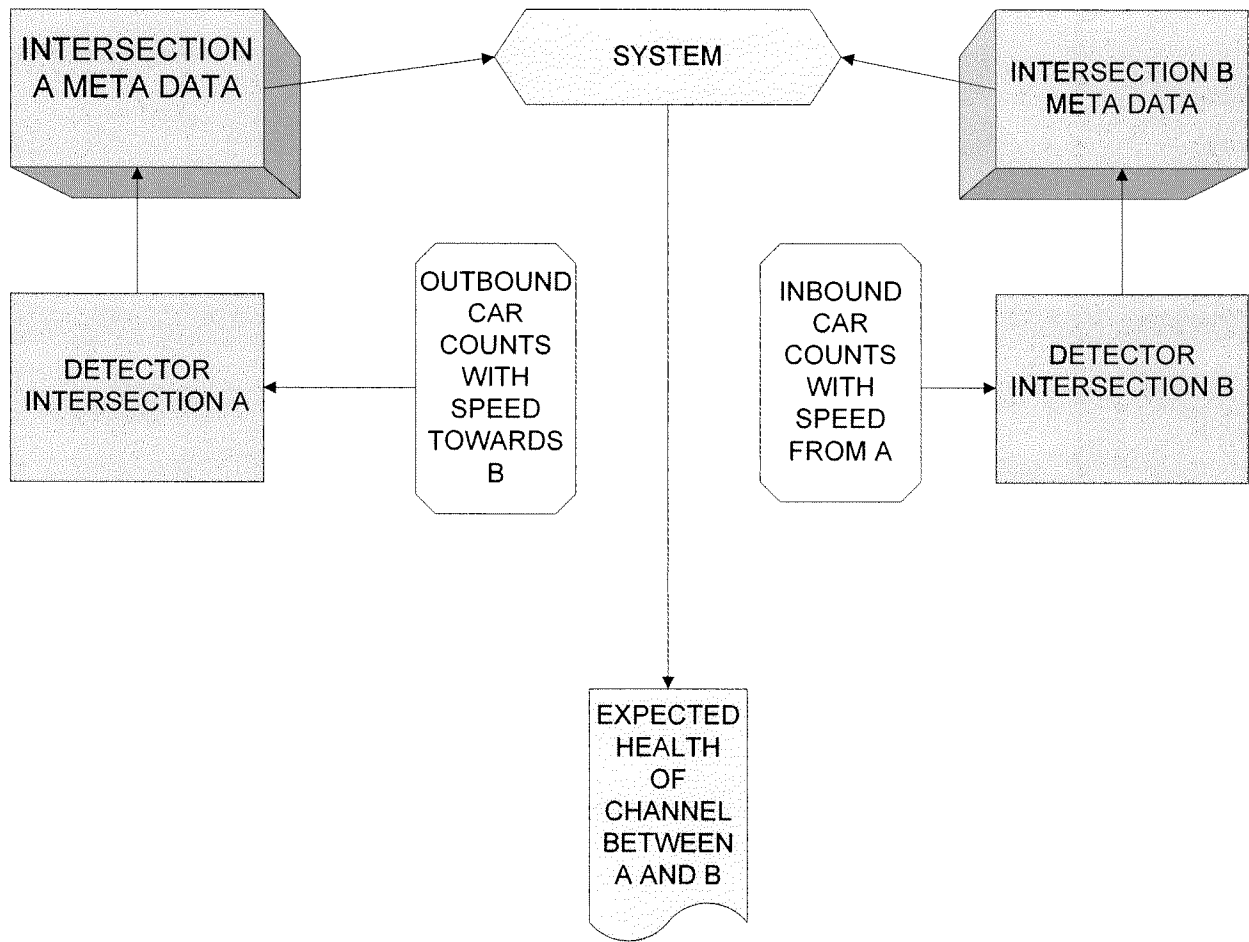 INTERSECTION
A META DATA
SYSTEM
INTERSECTION B
META DATA
DETECTOR
INTERSECTION A
OUTBOUND
CAR
COUNTS
WITH
SPEED
TOWARDS
B
INBOUND
CAR
COUNTS
WITH
SPEED
FROM A
DETECTOR
INTERSECTION B
EXPECTED
HEALTH
OF
CHANNEL
BETWEEN
A AND B